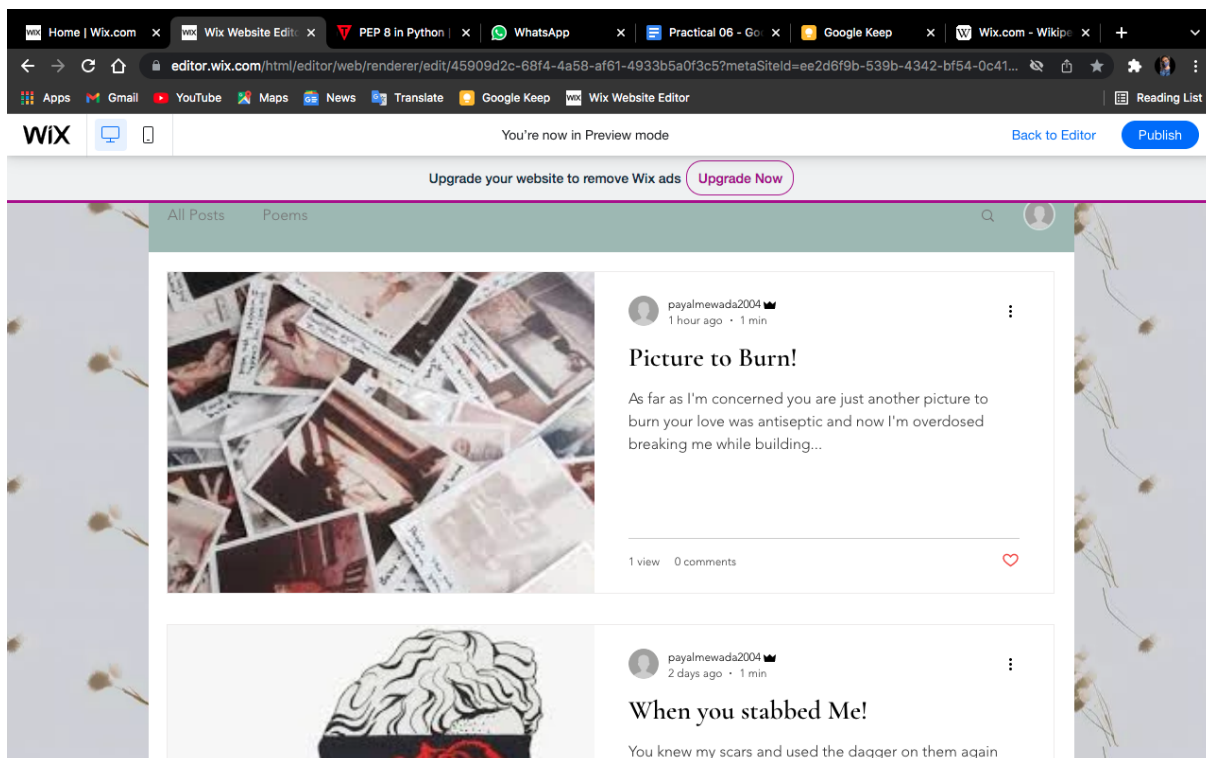 Home | Wix.com
Wix Website Edito
PEP 8 in Python |
WhatsApp
Practical 06 - Goo
Google Keep
Wix.com - Wikipe
editor.wix.com/html/editor/web/renderer/edit/45909d2c-68f4-4a58-af61-4933b5a0f3c5?metaSiteId=ee2d6f9b-539b-4342-bf54-0c41...
Apps Gmail YouTube Maps News Translate Google Keep Wix Website Editor Reading List
WiX You're now in Preview mode Back to Editor Publish
Upgrade your website to remove Wix ads Upgrade Now
All Posts Poems
payalmewada2004
1 hour ago · 1 min
Picture to Burn!
As far as I'm concerned you are just another picture to
burn your love was antiseptic and now I'm overdosed
breaking me while building...
1 view 0 comments
payalmewada2004
2 days ago · 1 min
When you stabbed Me!
You knew my scars and used the dagger on them again